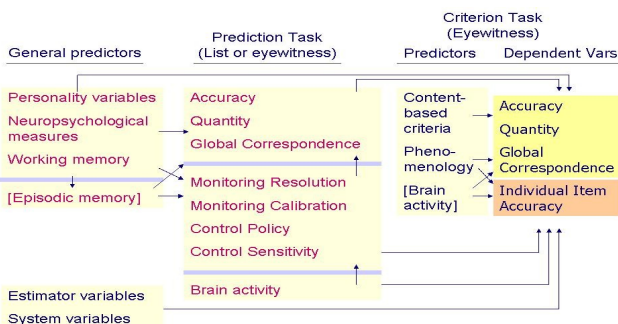 Criterion Task
(Eyewitness)
Prediction Task
(List or eyewitness)
General predictors
Predictors
Dependent Vars
Personality variables
Neuropsychological
measures
Working memory
[Episodic memory]
Estimator variables
System variables
Accuracy
Quantity
Global Correspondence
Monitoring Resolution
Monitoring Calibration
Control Policy
Control Sensitivity
Brain activity
Content-
based
criteria
Pheno-
menology
[Brain
activity]
Accuracy
Quantity
Global
Correspondence
Individual Item
Accuracy